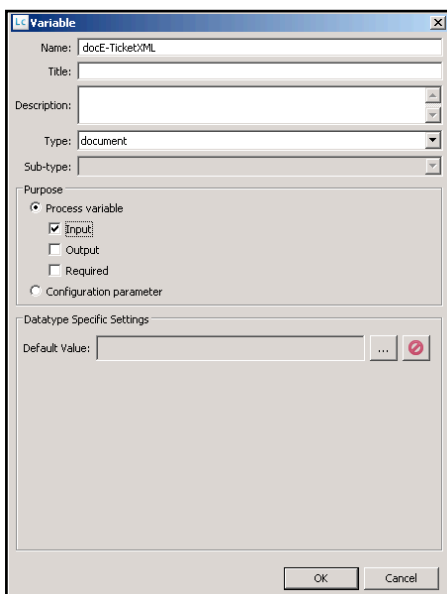 Lc Variable
Name: docE-TicketXML
Title:
Description:
Type: document
Sub-type:
Purpose
Process variable
Input
Output
Required
Configuration parameter
Datatype Specific Settings
Default Value: ...
OK Cancel